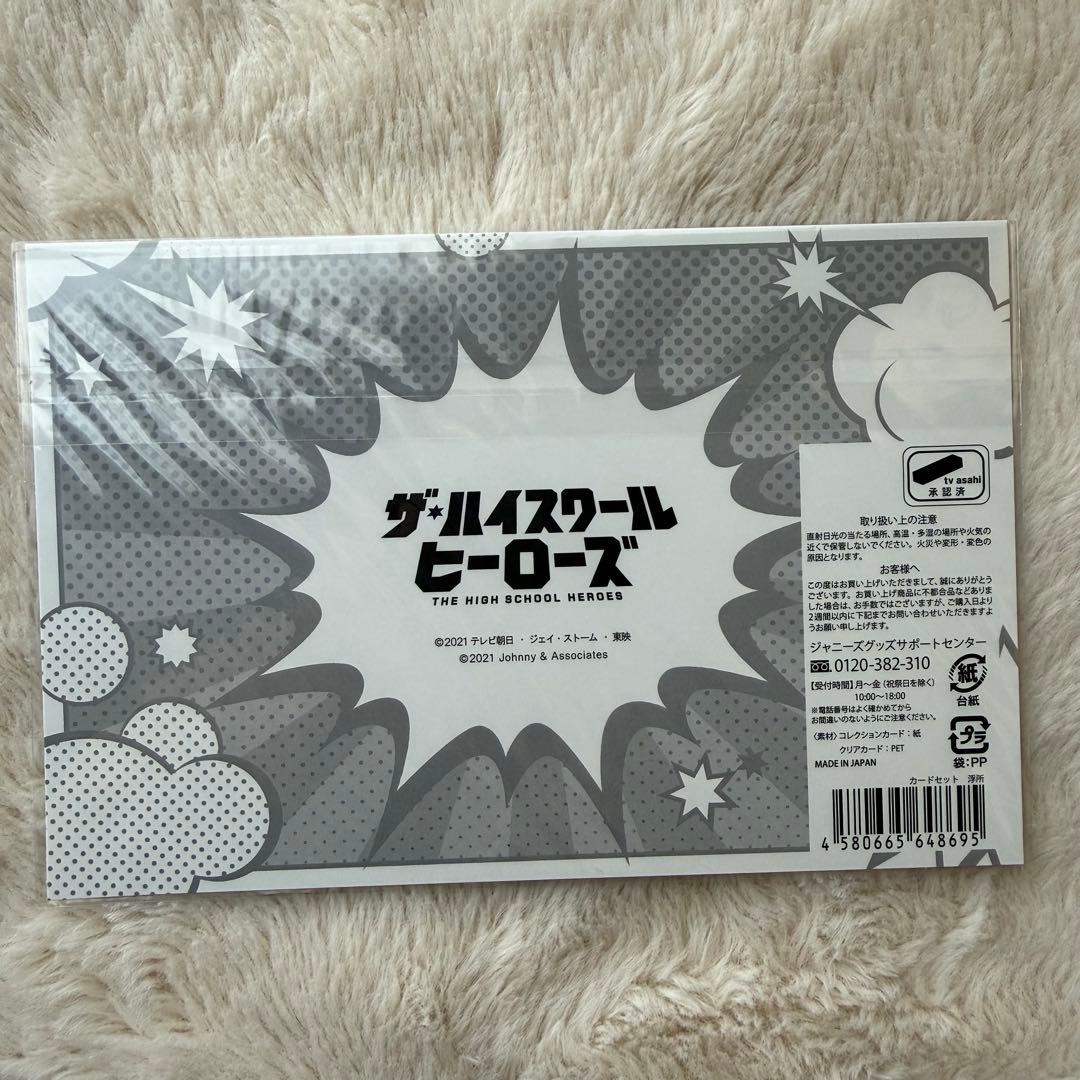 ザ★ハイスクール
ヒーローズ
THE HIGH SCHOOL HEROES
©2021 テレビ朝日 ・ ジェイ・ストーム ・ 東映
©2021 Johnny & Associates
tv asahi
承認済
取り扱い上の注意
直射日光の当たる場所、高温・多湿の場所や火気の
近くで保管しないでください。火災や変形・変色の
原因となります。
お客様へ
この度はお買い上げいただきまして、誠にありがとう
ございます。お買い上げ商品に不都合品などありま
した場合は、お手数ではございますが、ご購入日より
2週間以内に下記までお問い合わせいただきますよ
うお願い申し上げます。
ジャニーズグッズサポートセンター
0120-382-310
【受付時間】月～金（祝祭日を除く）
10:00～18:00
※電話番号はよく確かめてから
お間違いのないようにご注意ください。
紙
台紙
〈素材〉コレクションカード：紙
クリアカード：PET
MADE IN JAPAN
プラ
袋：PP
カードセット 浮所
4 580665 648695